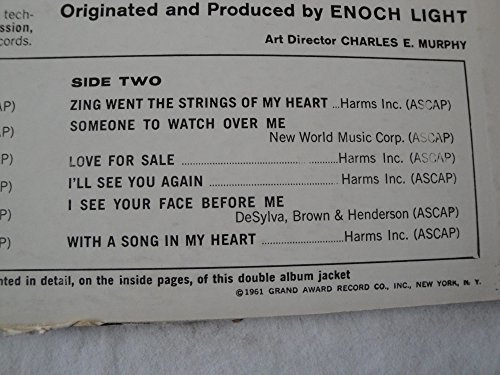 Originated and Produced by ENOCH LIGHT
tech-
ssion,
cords.
Art Director CHARLES E. MURPHY
SIDE TWO
CAP) ZING WENT THE STRINGS OF MY HEART ...Harms Inc. (ASCAP)
AP) SOMEONE TO WATCH OVER ME
New World Music Corp. (ASCAP)
P) LOVE FOR SALE ........ Harms Inc. (ASCAP)
P) I'LL SEE YOU AGAIN ........ Harms Inc. (ASCAP)
P) I SEE YOUR FACE BEFORE ME
DeSylva, Brown & Henderson (ASCAP)
P) WITH A SONG IN MY HEART ........ Harms Inc. (ASCAP)
nted in detail, on the inside pages, of this double album jacket
©1961 GRAND AWARD RECORD CO., INC., NEW YORK, N. Y.